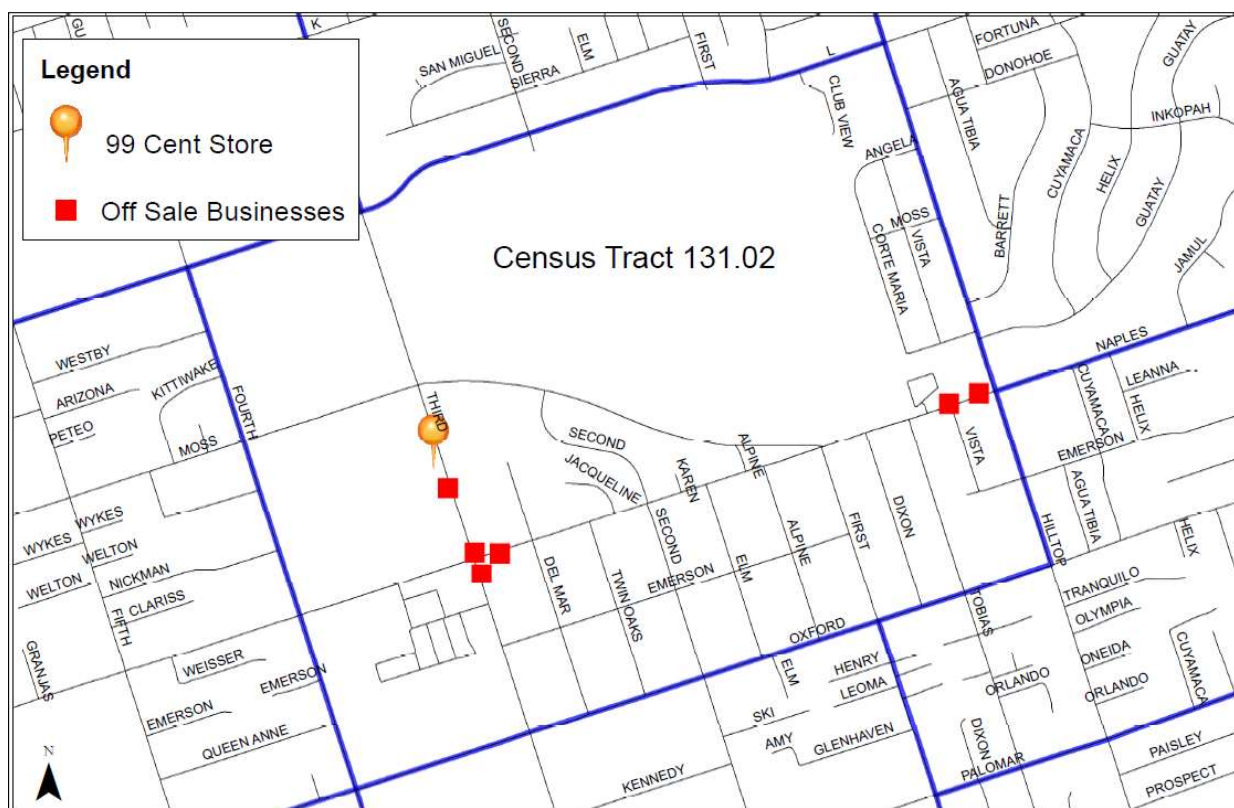 GU
K
SECOND
ELM
FIRST
L
FORTUNA
DONOHOE
GUATAY
SAN MIGUEL
SIERRA
Legend
99 Cent Store
Off Sale Businesses
CLUB VIEW
AGUA TIBIA
INKOPAH
ANGELA
CUYAMACA
HELIX
GUATAY
BARRETT
MOSS
VISTA
CORTE MARIA
JAMUL
Census Tract 131.02
NAPLES
WESTBY
ARIZONA
KITTIWAKE
PETEO
MOSS
FOURTH
THIRD
CUYAMACA
LEANNA
HELIX
EMERSON
VISTA
SECOND
JACQUELINE
ALPINE
KAREN
WYKES
WYKES
WELTON
WELTON
NICKMAN
CLARISS
FIFTH
SECOND
DEL MAR
TWIN OAKS
EMERSON
ELM
ALPINE
FIRST
DIXON
HILLTOP
AGUA TIBIA
HELIX
TRANQUILO
OLYMPIA
TOBIAS
OXFORD
GRANJAS
WEISSER
EMERSON
EMERSON
QUEEN ANNE
ELM
HENRY
LEOMA
SKI
AMY
GLENHAVEN
ONEIDA
ORLANDO
ORLANDO
CUYAMACA
DIXON
PALOMAR
PAISLEY
PROSPECT
KENNEDY
N